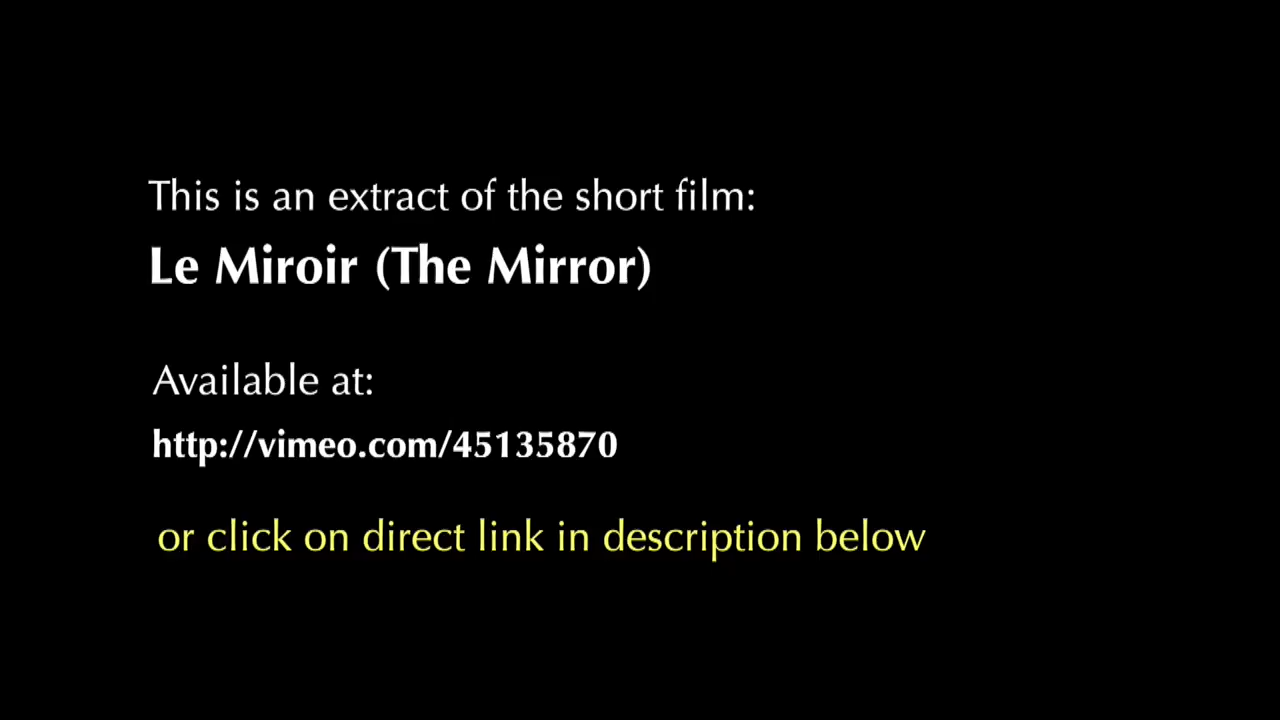 This is an extract of the short film:
Le Miroir (The Mirror)
Available at:
http://vimeo.com/45135870
or click on direct link in description below